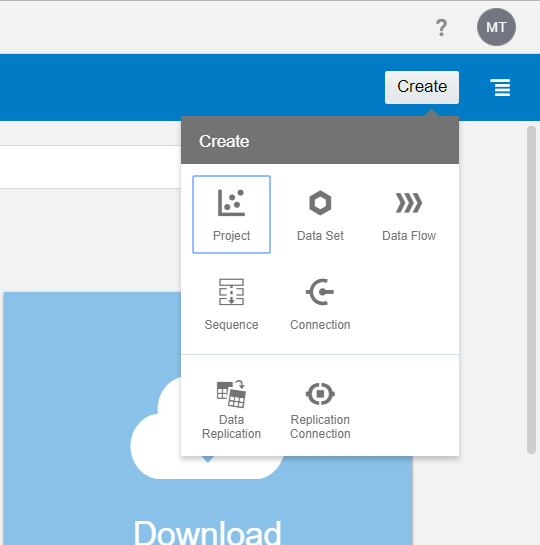 ?
MT
Create
Create
Project
Data Set
Data Flow
Sequence
Connection
Data
Replication
Replication
Connection
Download